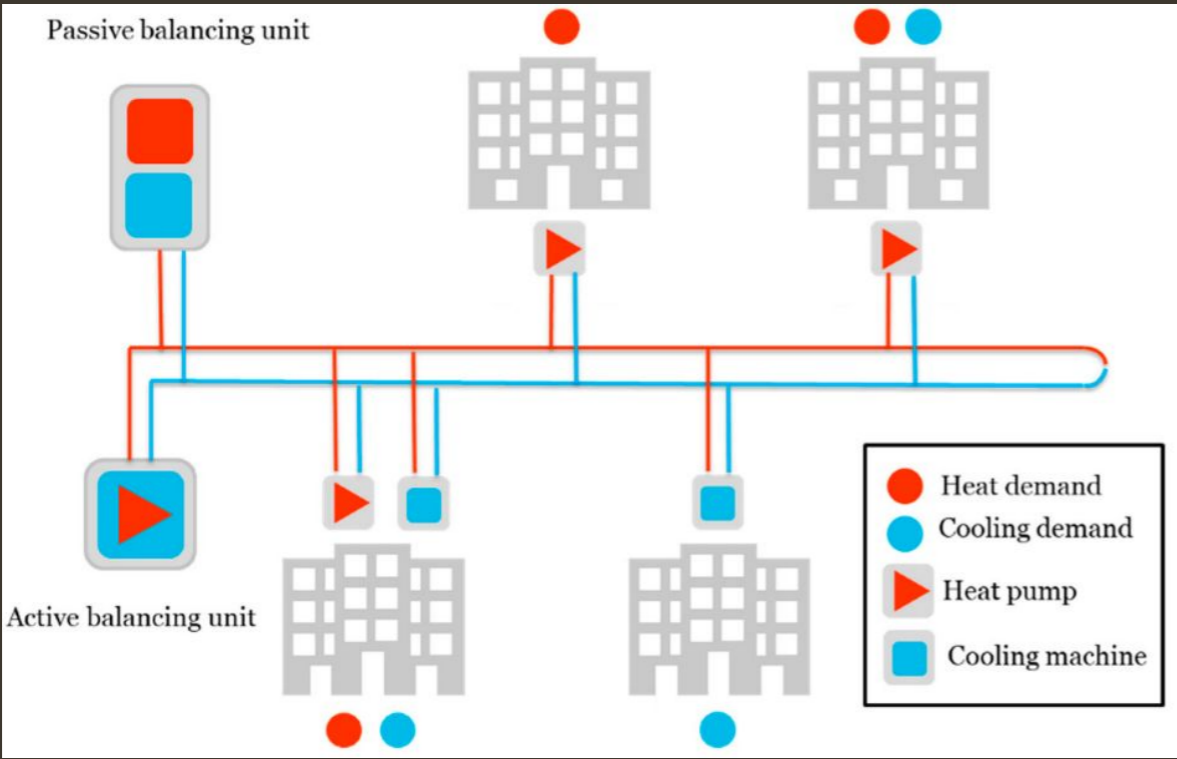 Passive balancing unit
Active balancing unit
Heat demand
Cooling demand
Heat pump
Cooling machine